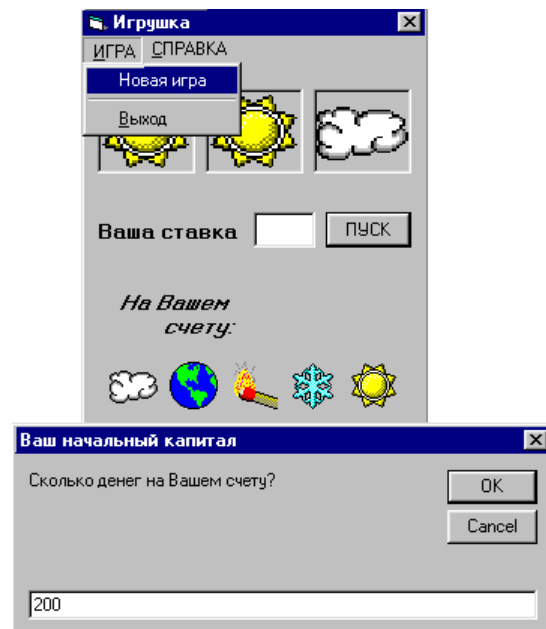 Игрушка
ИГРА СПРАВКА
Новая игра
Выход
Ваша ставка ПУСК
На Вашем
счету:
Ваш начальный капитал
Сколько денег на Вашем счету?
OK
Cancel
200